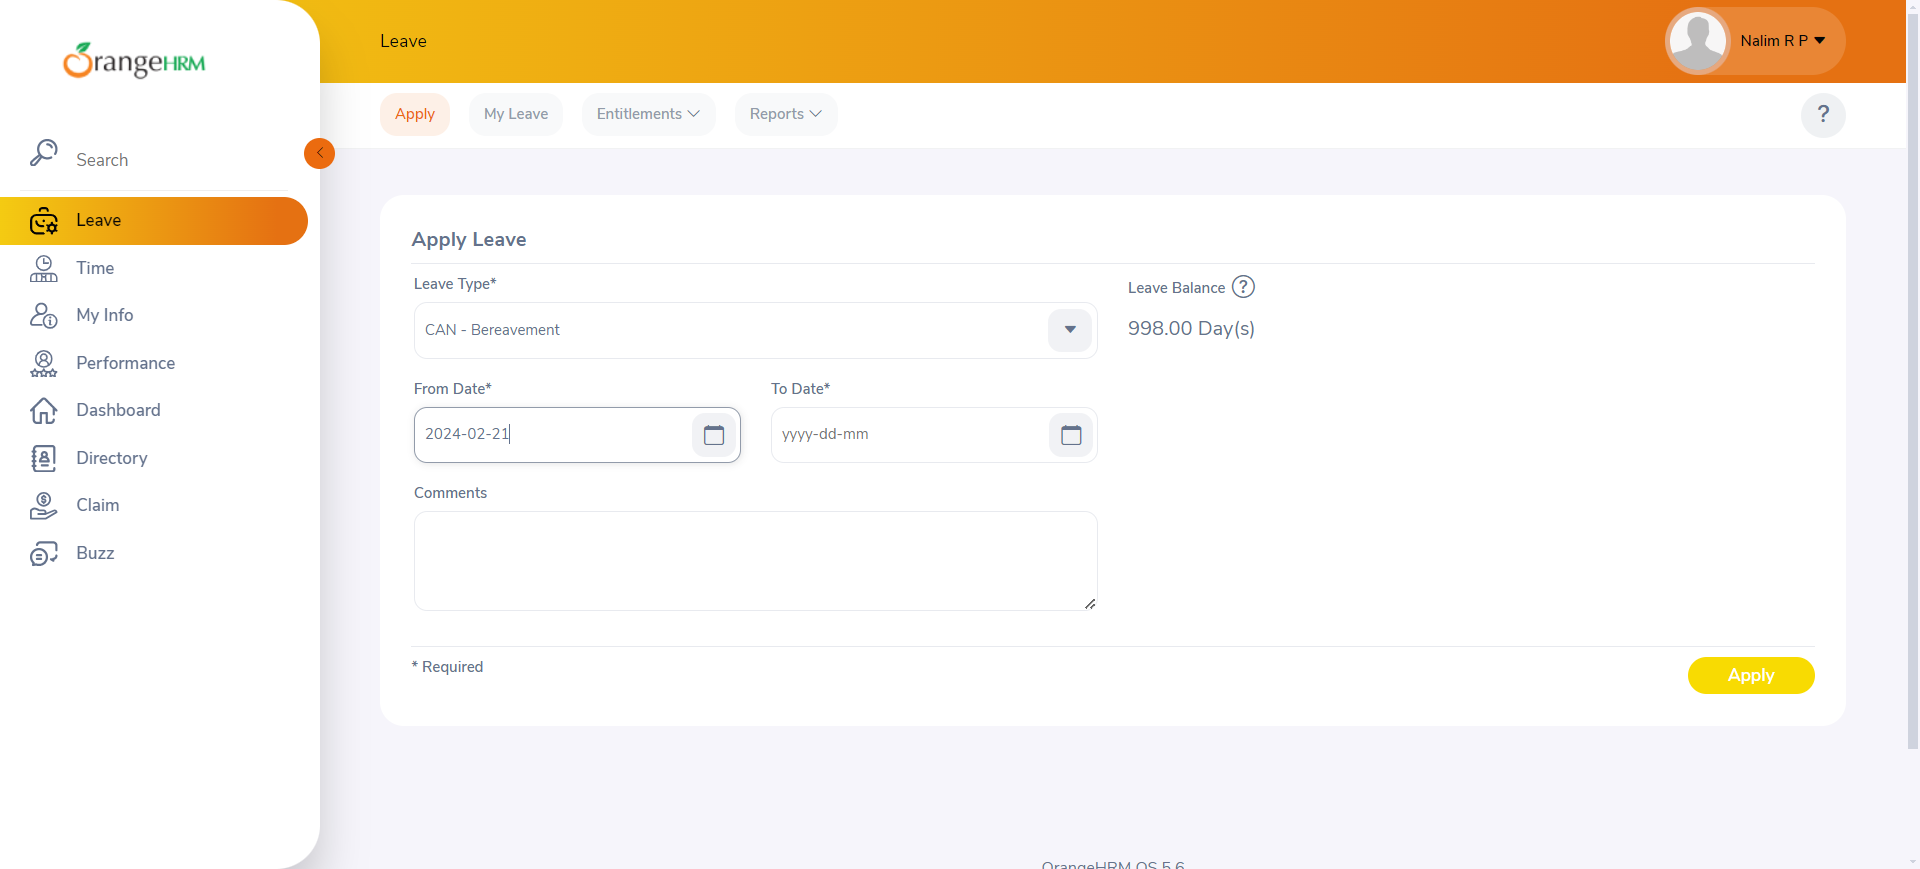 OrangeHRM
Leave
Nalim R P
Search
Apply
My Leave
Entitlements
Reports
?
Leave
Time
My Info
Performance
Dashboard
Directory
Claim
Buzz
Apply Leave
Leave Type*
CAN - Bereavement
Leave Balance ?
998.00 Day(s)
From Date*
2024-02-21
To Date*
yyyy-dd-mm
Comments
* Required
Apply
OrangeHRM OS 5.6